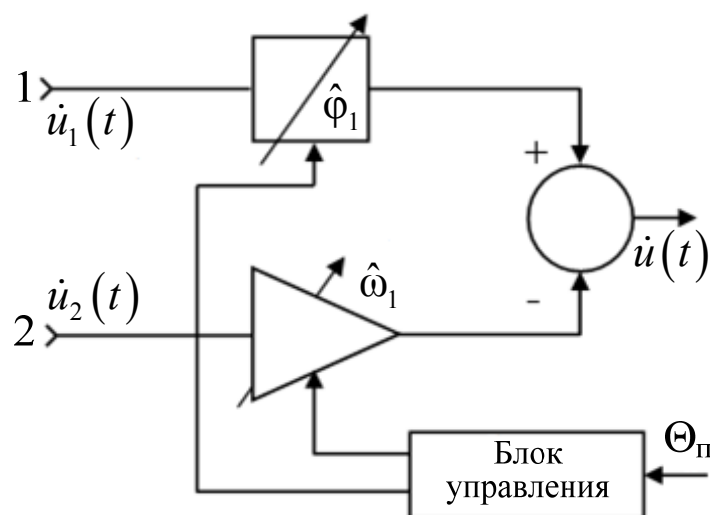 1
u̇₁(t)
φ̂₁
+
u̇(t)
2
u̇₂(t)
ω̂₁
-
Блок
управления
Θп